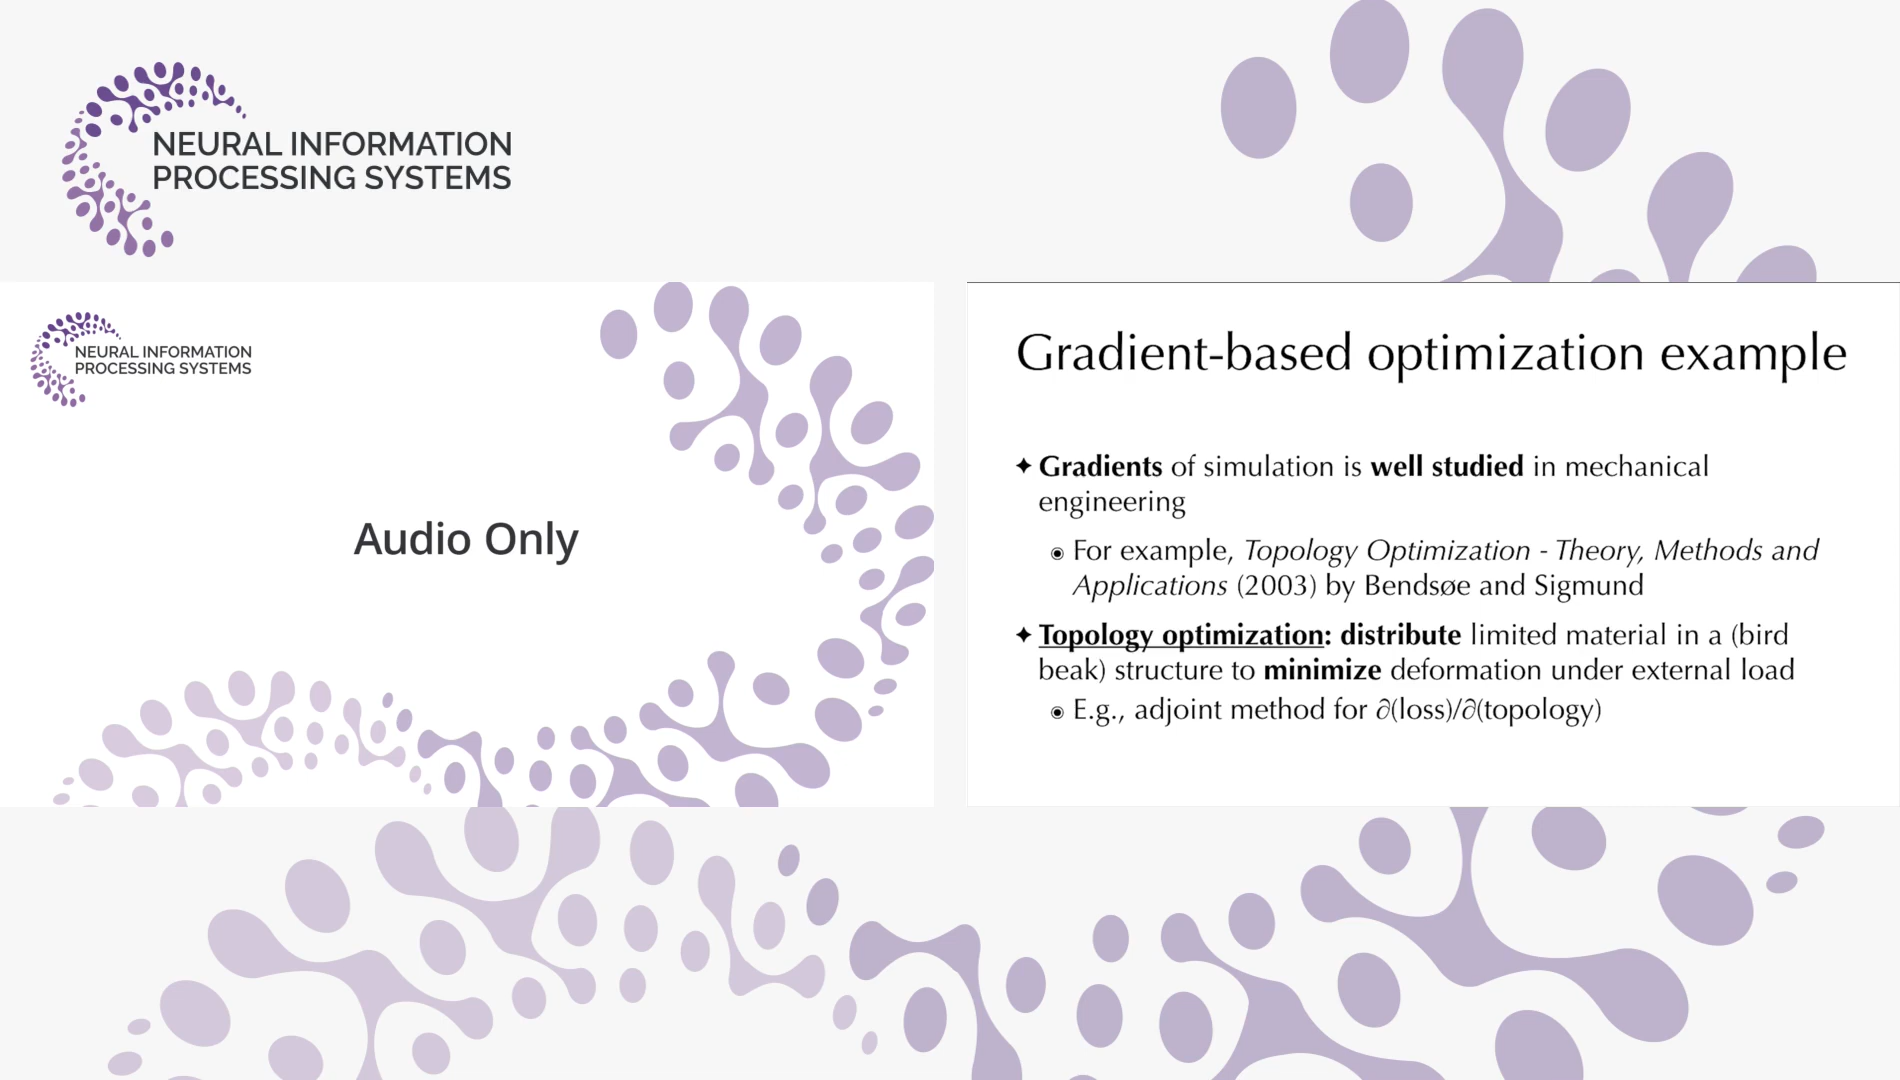 NEURAL INFORMATION
PROCESSING SYSTEMS
NEURAL INFORMATION
PROCESSING SYSTEMS
Audio Only
Gradient-based optimization example
✦ Gradients of simulation is well studied in mechanical
engineering
◉ For example, Topology Optimization - Theory, Methods and
Applications (2003) by Bendsøe and Sigmund
✦ Topology optimization: distribute limited material in a (bird
beak) structure to minimize deformation under external load
◉ E.g., adjoint method for ∂(loss)/∂(topology)